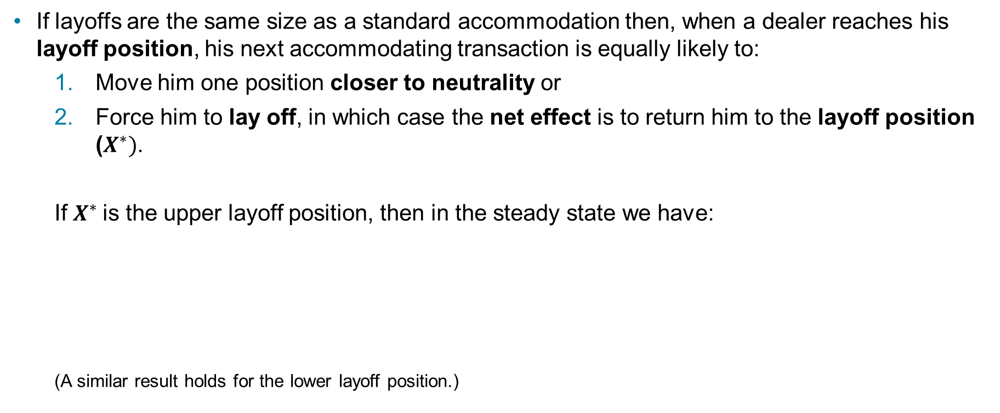 • If layoffs are the same size as a standard accommodation then, when a dealer reaches his
layoff position, his next accommodating transaction is equally likely to:
1. Move him one position closer to neutrality or
2. Force him to lay off, in which case the net effect is to return him to the layoff position
(X*).
If X* is the upper layoff position, then in the steady state we have:
(A similar result holds for the lower layoff position.)